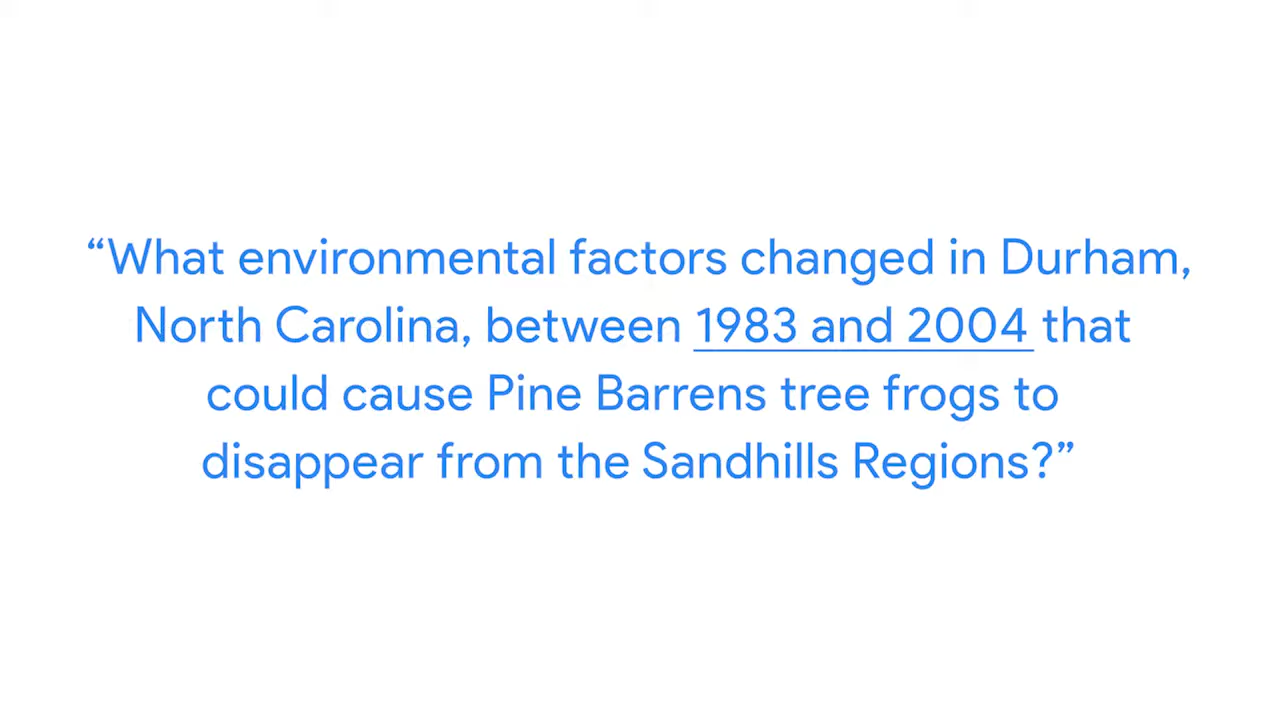 “What environmental factors changed in Durham,
North Carolina, between 1983 and 2004 that
could cause Pine Barrens tree frogs to
disappear from the Sandhills Regions?”